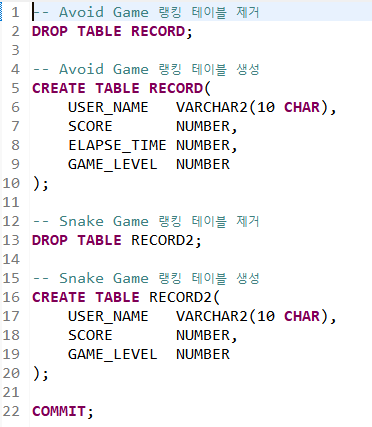 1 -- Avoid Game 랭킹 테이블 제거
2 DROP TABLE RECORD;
3
4 -- Avoid Game 랭킹 테이블 생성
5 CREATE TABLE RECORD(
6     USER_NAME   VARCHAR2(10 CHAR),
7     SCORE       NUMBER,
8     ELAPSE_TIME NUMBER,
9     GAME_LEVEL  NUMBER
10 );
11
12 -- Snake Game 랭킹 테이블 제거
13 DROP TABLE RECORD2;
14
15 -- Snake Game 랭킹 테이블 생성
16 CREATE TABLE RECORD2(
17     USER_NAME   VARCHAR2(10 CHAR),
18     SCORE       NUMBER,
19     GAME_LEVEL  NUMBER
20 );
21
22 COMMIT;